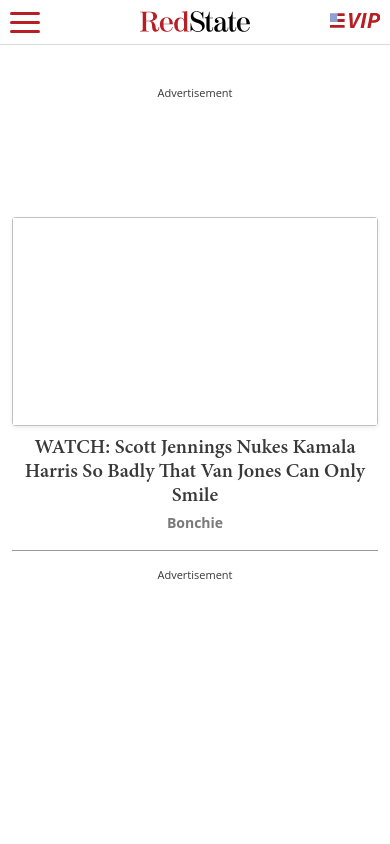 RedState
VIP
Advertisement
WATCH: Scott Jennings Nukes Kamala
Harris So Badly That Van Jones Can Only
Smile
Bonchie
Advertisement